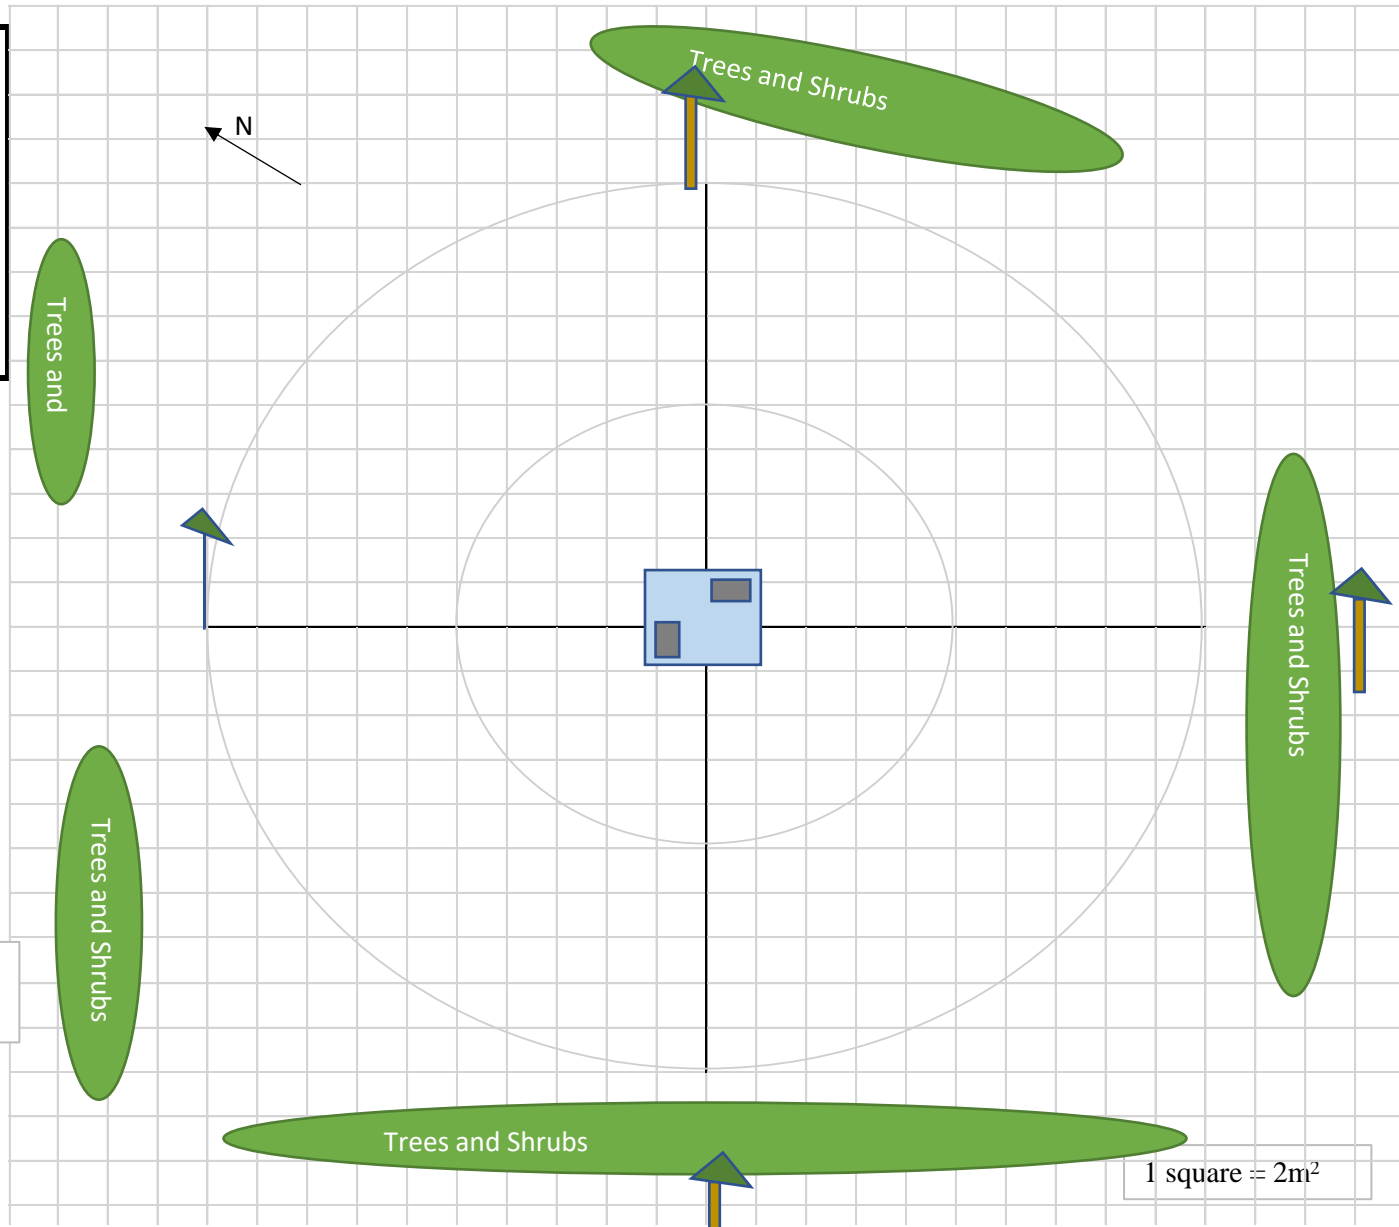 Trees and Shrubs
N
Trees and
Trees and Shrubs
Trees and Shrubs
Trees and Shrubs
1 square = 2m²